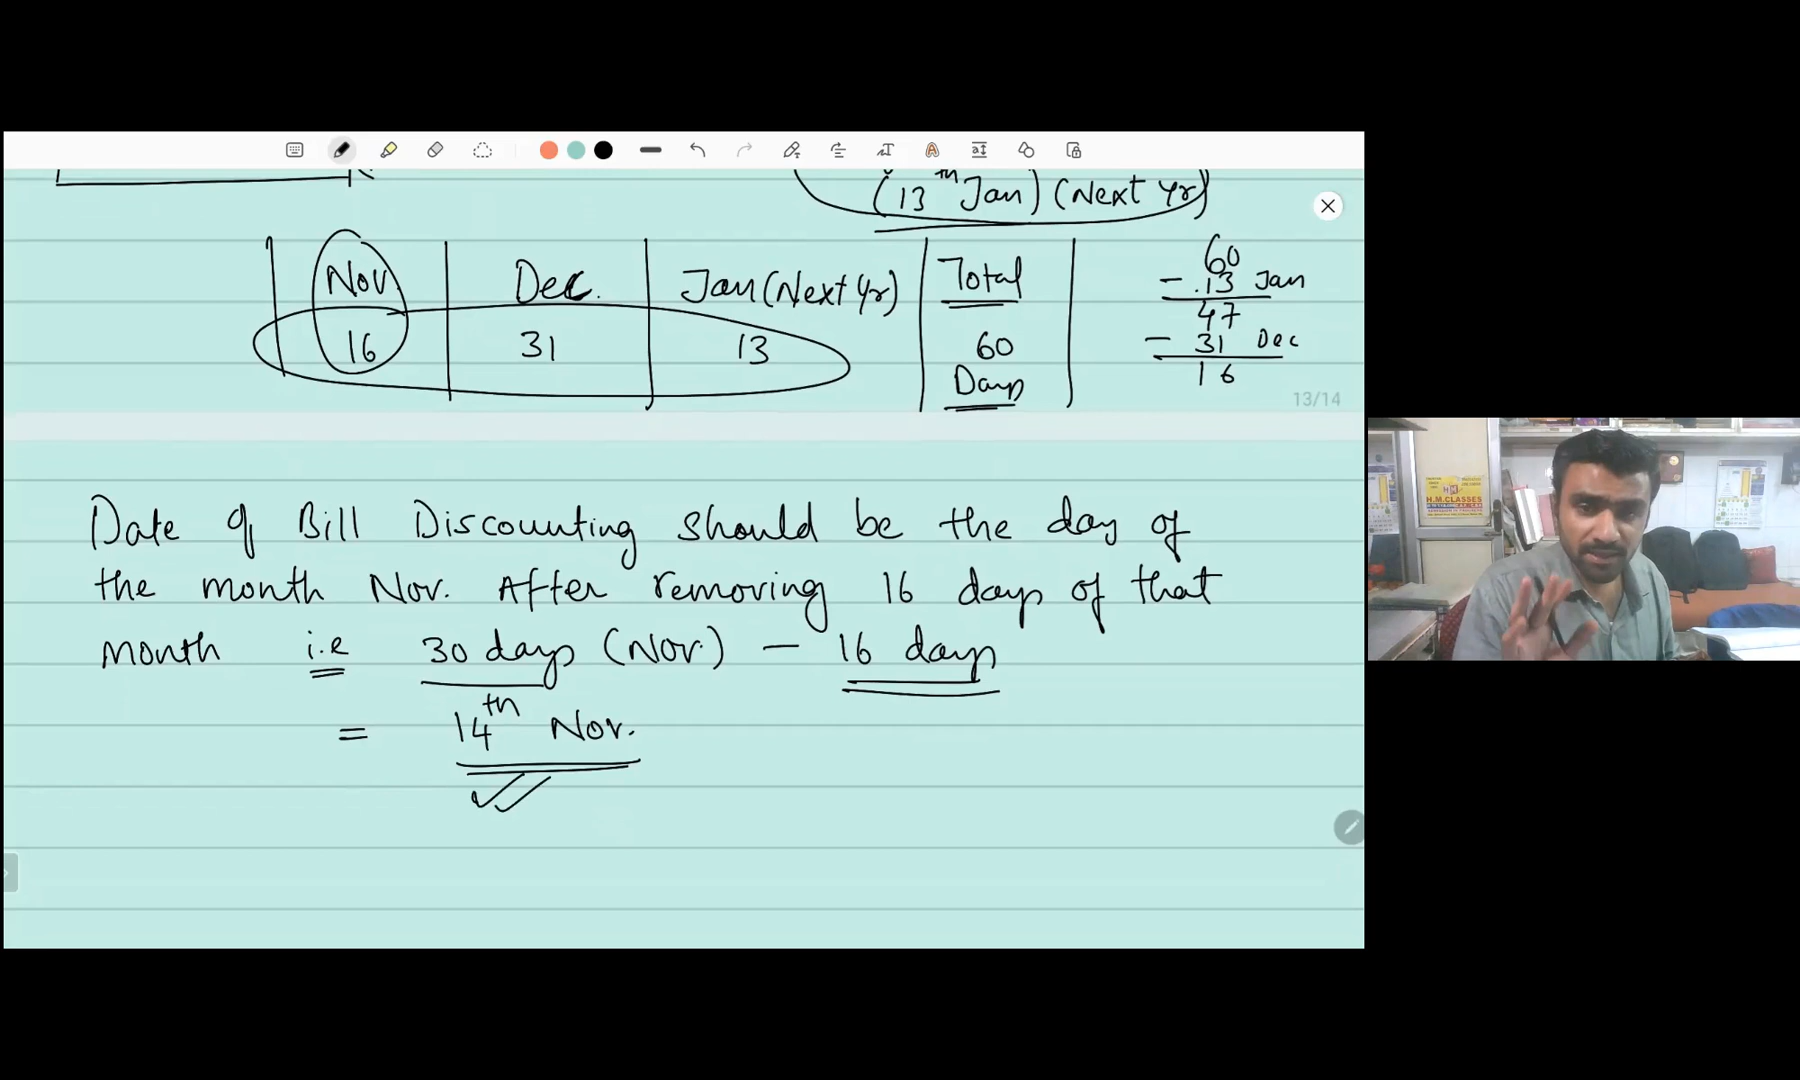 (13th Jan) (Next Yr)
Nov Dec. Jan (Next Yr) Total
16 31 13 60
Days
60
- 13 Jan
47
- 31 Dec
16
13/14
Date of Bill Discounting should be the day of
the month Nov. After removing 16 days of that
month i.e 30 days (Nov.) - 16 days
= 14th Nov.
H.M.CLASSES